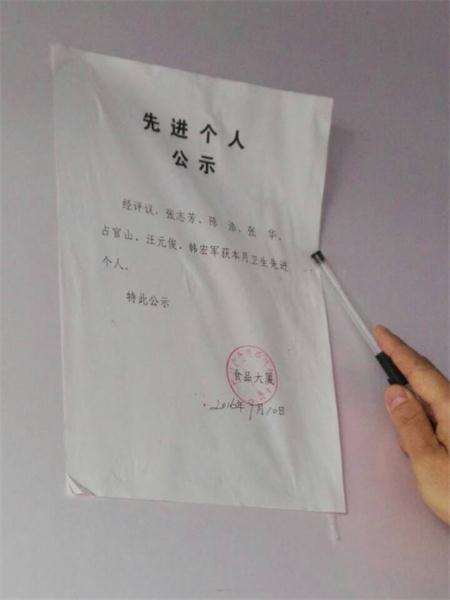 先进个人
公示
经评议、张志芳、陈浩、张华、
占官山、汪元俊、韩宏军获本月卫生先进
个人、
特此公示
食品大厦
2016年9月10日